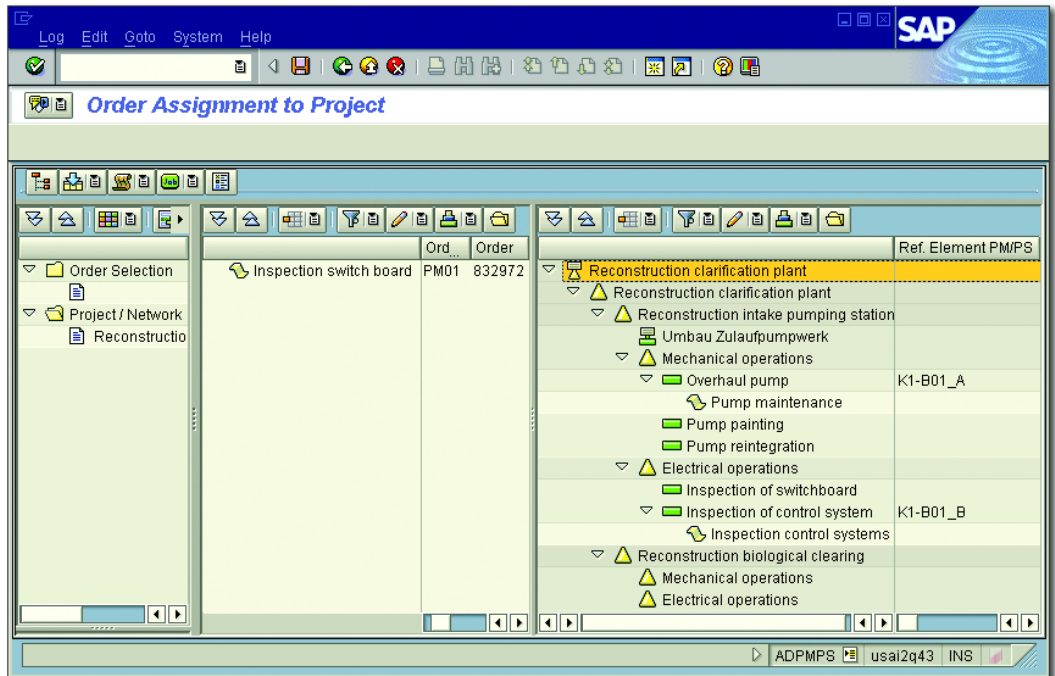 Log Edit Goto System Help
SAP
Order Assignment to Project
Job
Ord... Order
Ref. Element PM/PS
Order Selection
Project / Network
Reconstructio
Inspection switch board PM01 832972
Reconstruction clarification plant
Reconstruction clarification plant
Reconstruction intake pumping station
Umbau Zulaufpumpwerk
Mechanical operations
Overhaul pump K1-B01_A
Pump maintenance
Pump painting
Pump reintegration
Electrical operations
Inspection of switchboard
Inspection of control system K1-B01_B
Inspection control systems
Reconstruction biological clearing
Mechanical operations
Electrical operations
ADPMPS usai2q43 INS